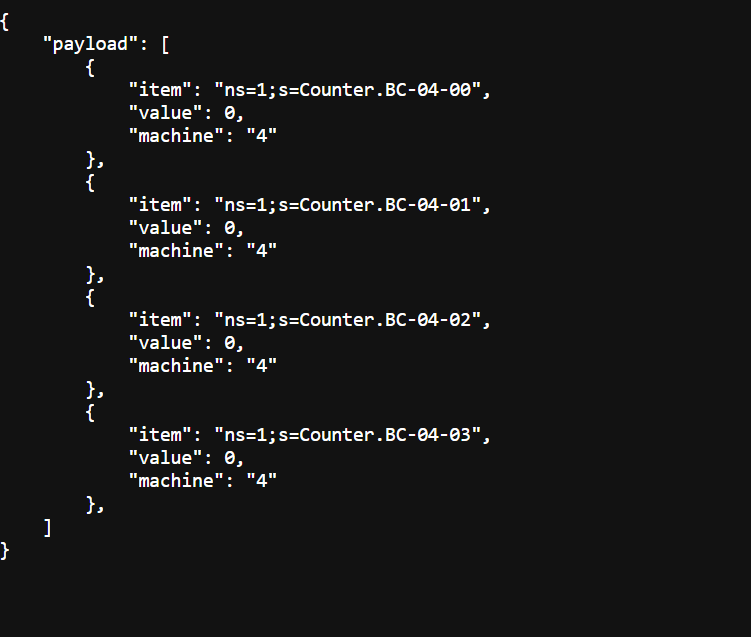 {
    "payload": [
        {
            "item": "ns=1;s=Counter.BC-04-00",
            "value": 0,
            "machine": "4"
        },
        {
            "item": "ns=1;s=Counter.BC-04-01",
            "value": 0,
            "machine": "4"
        },
        {
            "item": "ns=1;s=Counter.BC-04-02",
            "value": 0,
            "machine": "4"
        },
        {
            "item": "ns=1;s=Counter.BC-04-03",
            "value": 0,
            "machine": "4"
        },
    ]
}